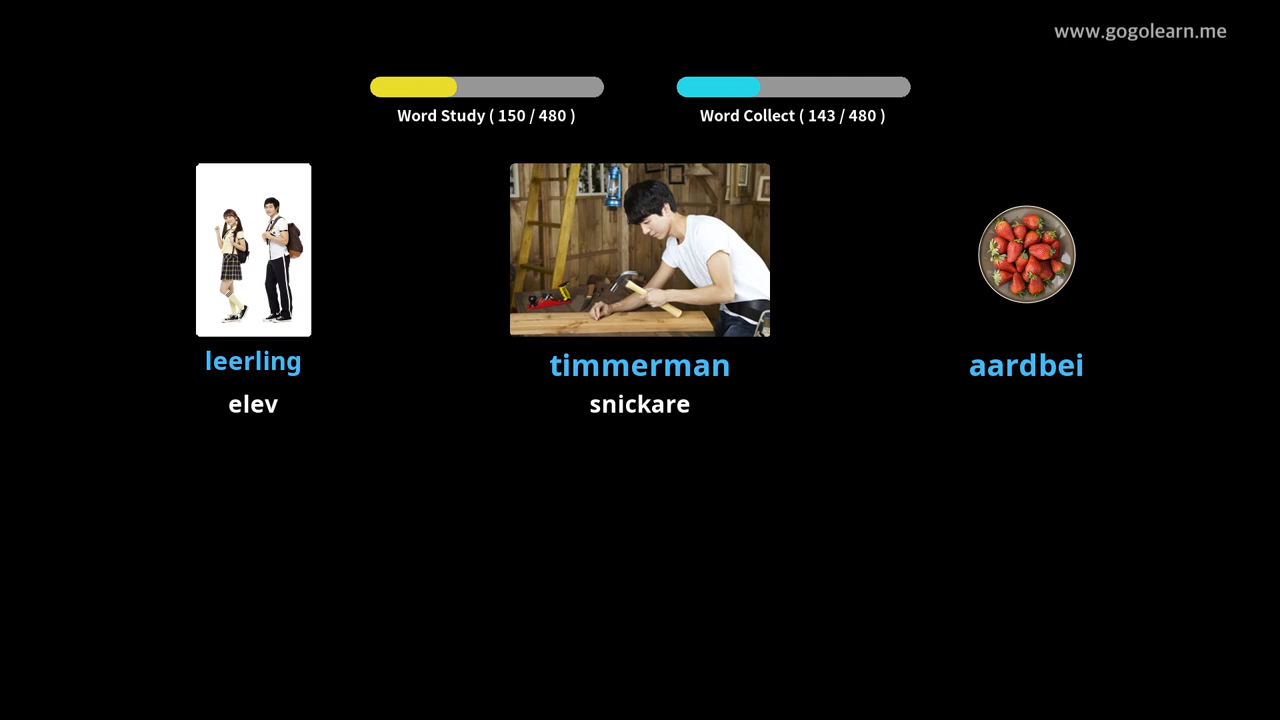 www.gogolearn.me
Word Study ( 150 / 480 )
Word Collect ( 143 / 480 )
leerling
timmerman
aardbei
elev
snickare